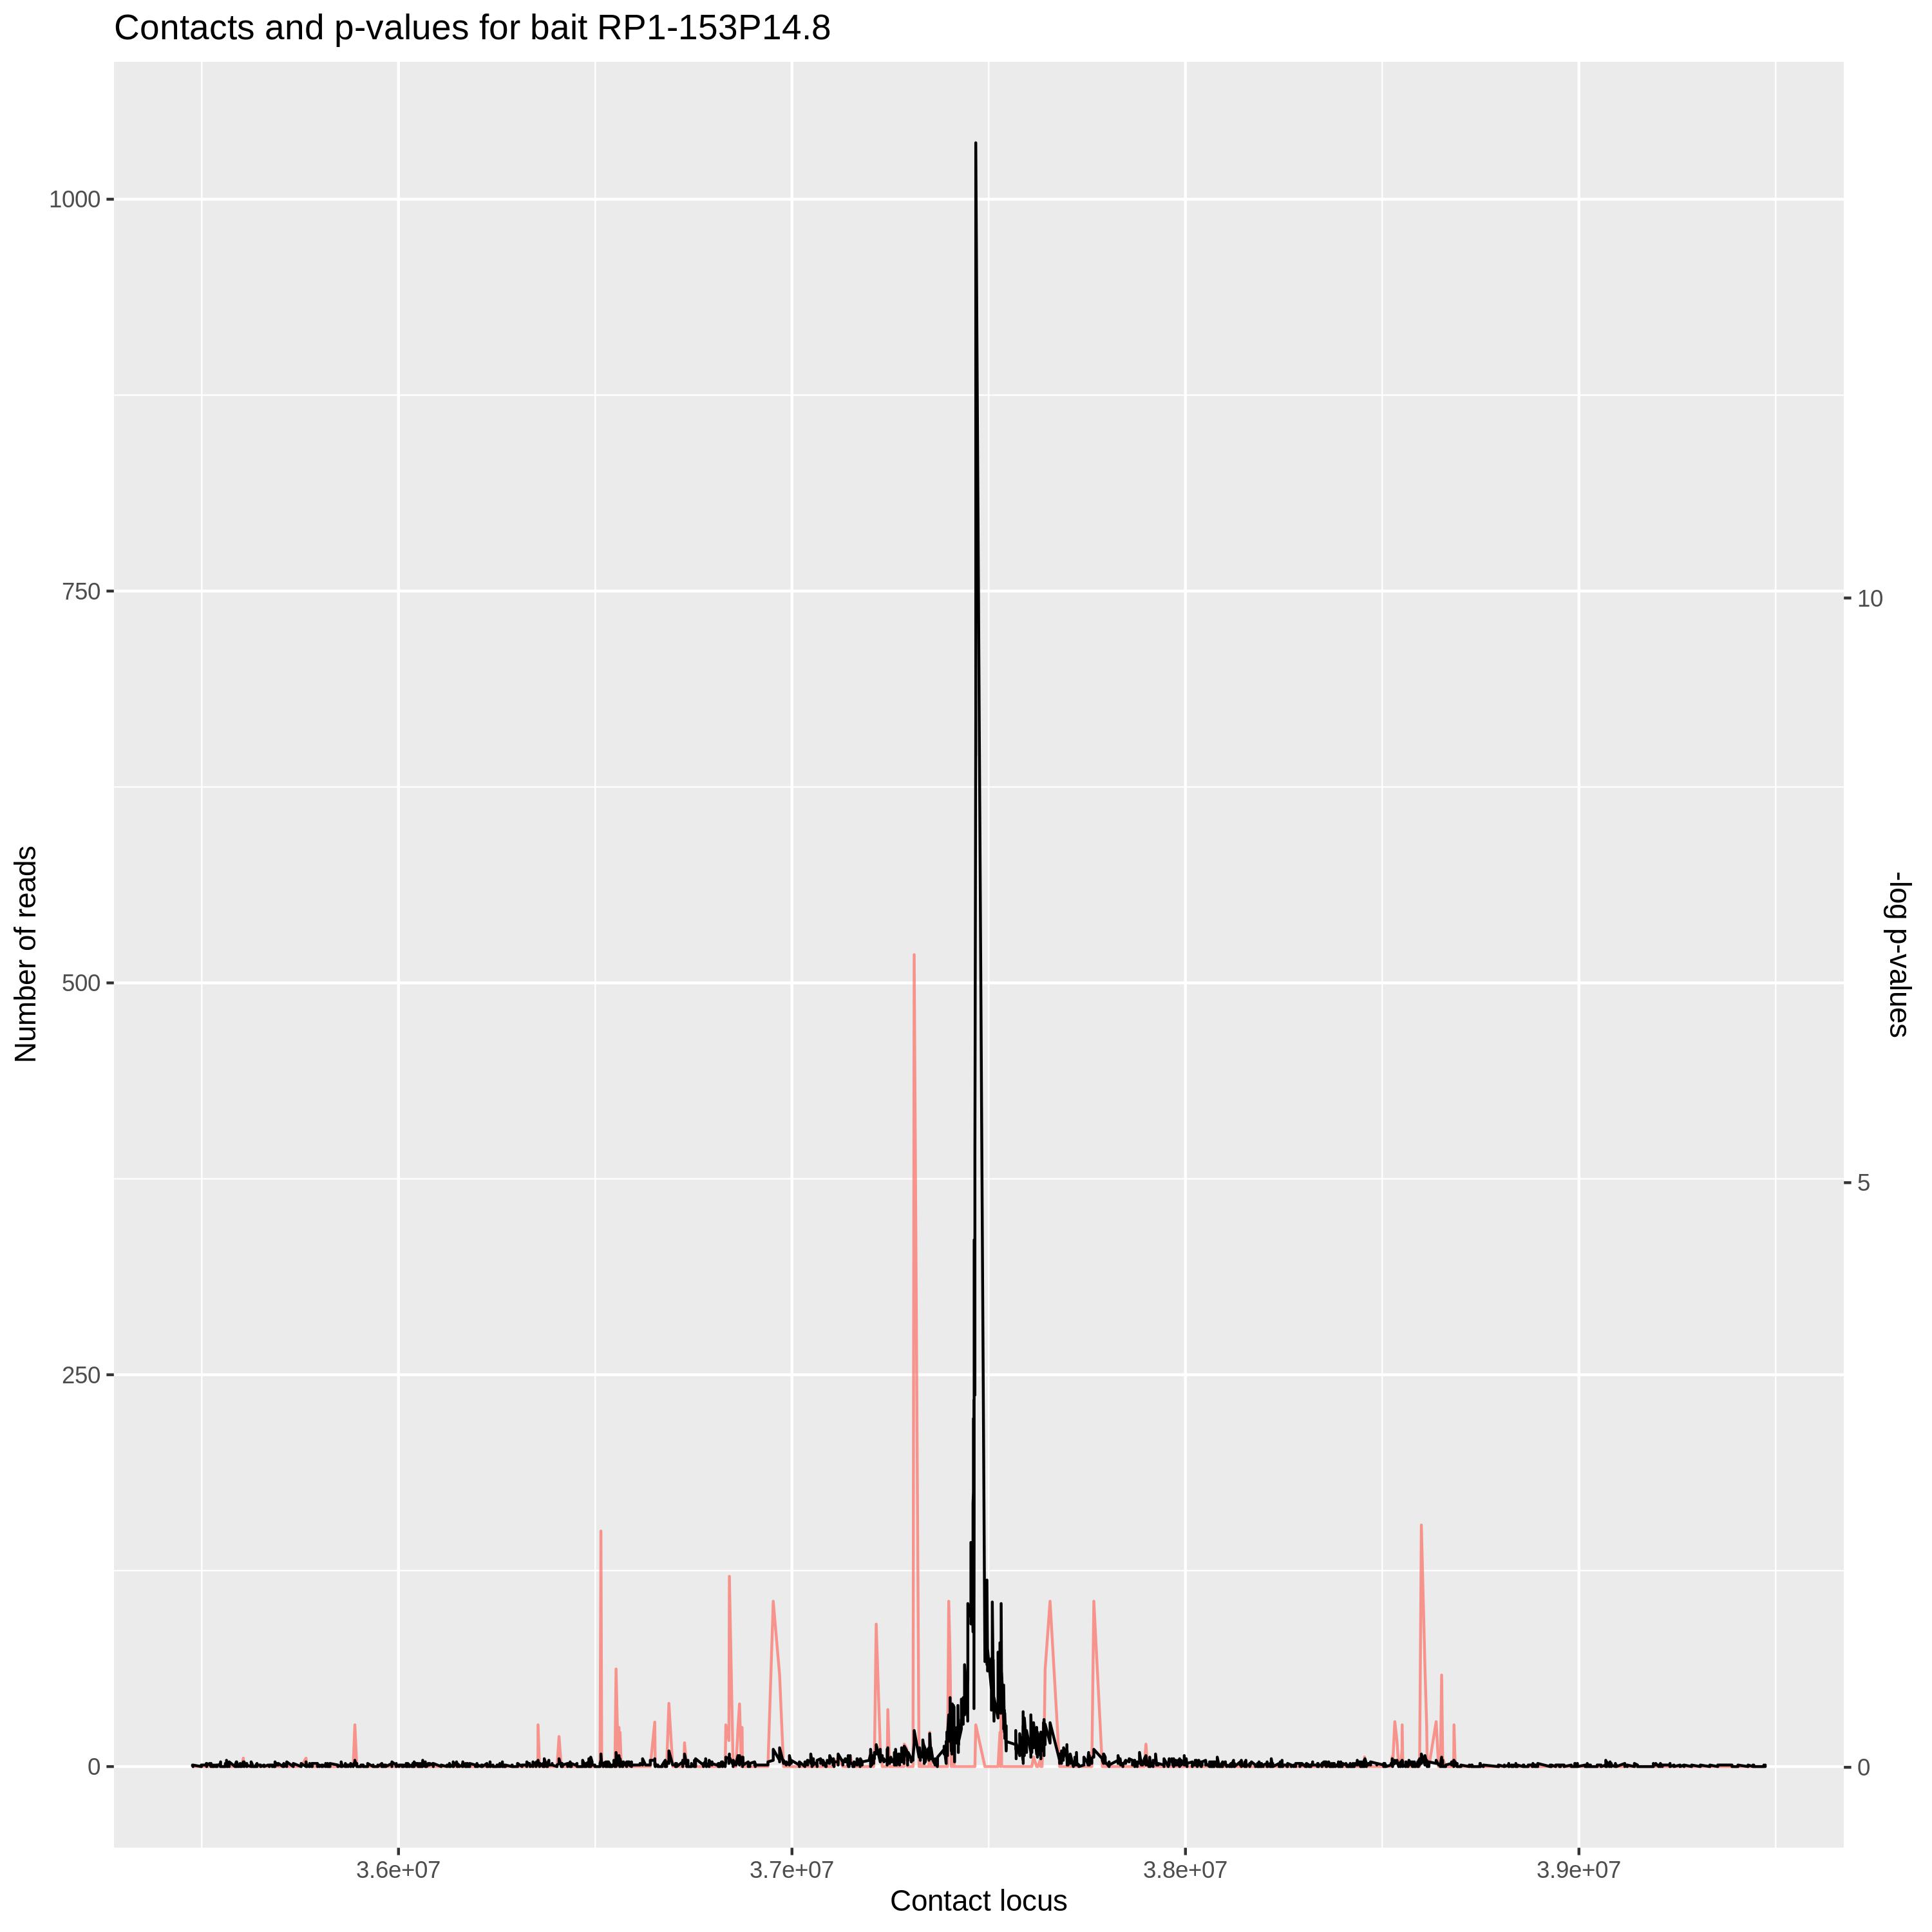 Contacts and p-values for bait RP1-153P14.8
1000
750
500
250
0
Number of reads
10
5
0
-log p-values
3.6e+07
3.7e+07
3.8e+07
3.9e+07
Contact locus